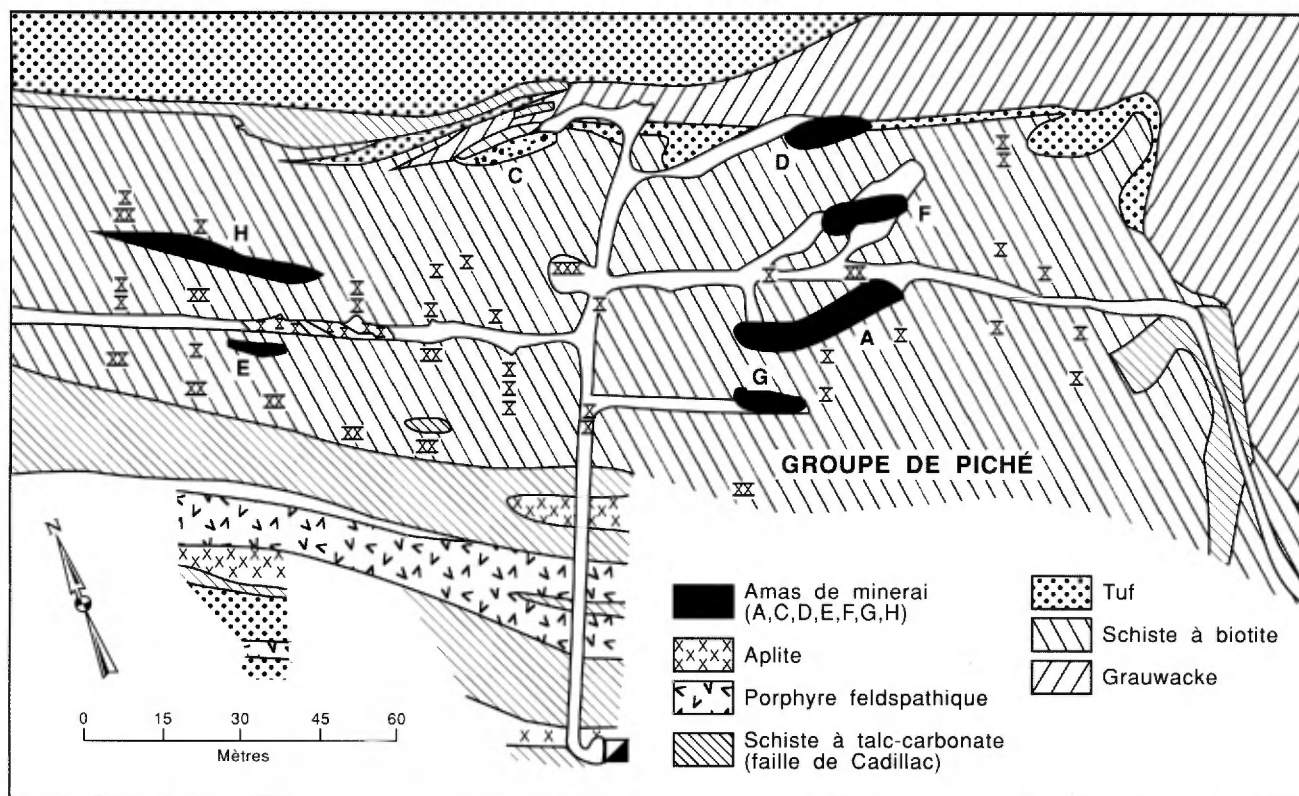 D
C
F
H
A
E
G
GROUPE DE PICHÉ
N
0 15 30 45 60
Mètres
Amas de minerai
(A,C,D,E,F,G,H)
Aplite
Porphyre feldspathique
Schiste à talc-carbonate
(faille de Cadillac)
Tuf
Schiste à biotite
Grauwacke